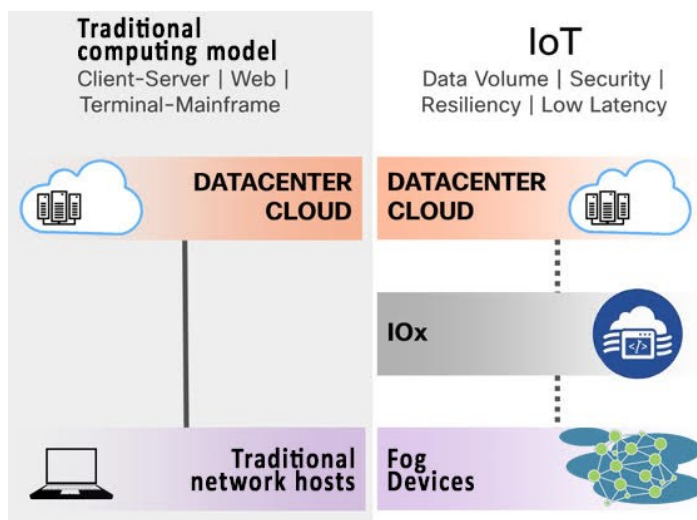 Traditional
computing model
Client-Server | Web |
Terminal-Mainframe
DATACENTER
CLOUD
Traditional
network hosts
IoT
Data Volume | Security |
Resiliency | Low Latency
DATACENTER
CLOUD
IOx
</>
Fog
Devices